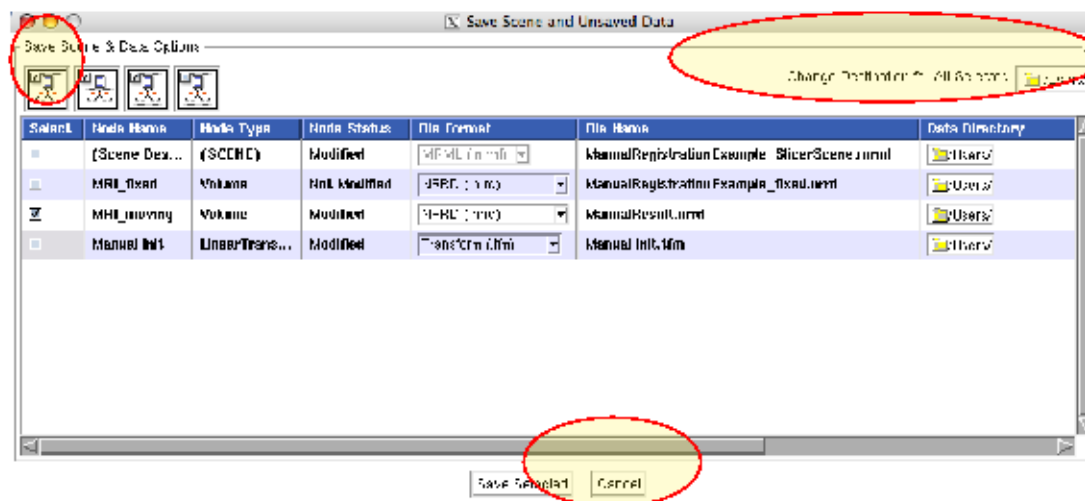 Save Scene and Unsaved Data
Save Scene & Data Options
Change Destination for All Selected
Select Node Name Node Type Node Status File Format File Name Data Directory
(Scene Des... (SCENE) Modified MRML (.mrml) ManualRegistrationExample_SlicerScene.mrml /Users/
MRI_fixed Volume Not Modified NRRD (.nrrd) ManualRegistrationExample_fixed.nrrd /Users/
MRI_moving Volume Modified NRRD (.nrrd) ManualResult.nrrd /Users/
Manual Init LinearTrans... Modified Transform (.tfm) Manual Init.tfm /Users/
Save Selected Cancel